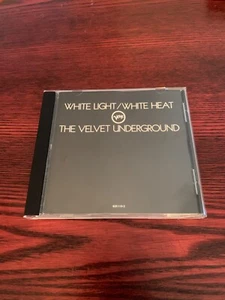 WHITE LIGHT/WHITE HEAT
THE VELVET UNDERGROUND